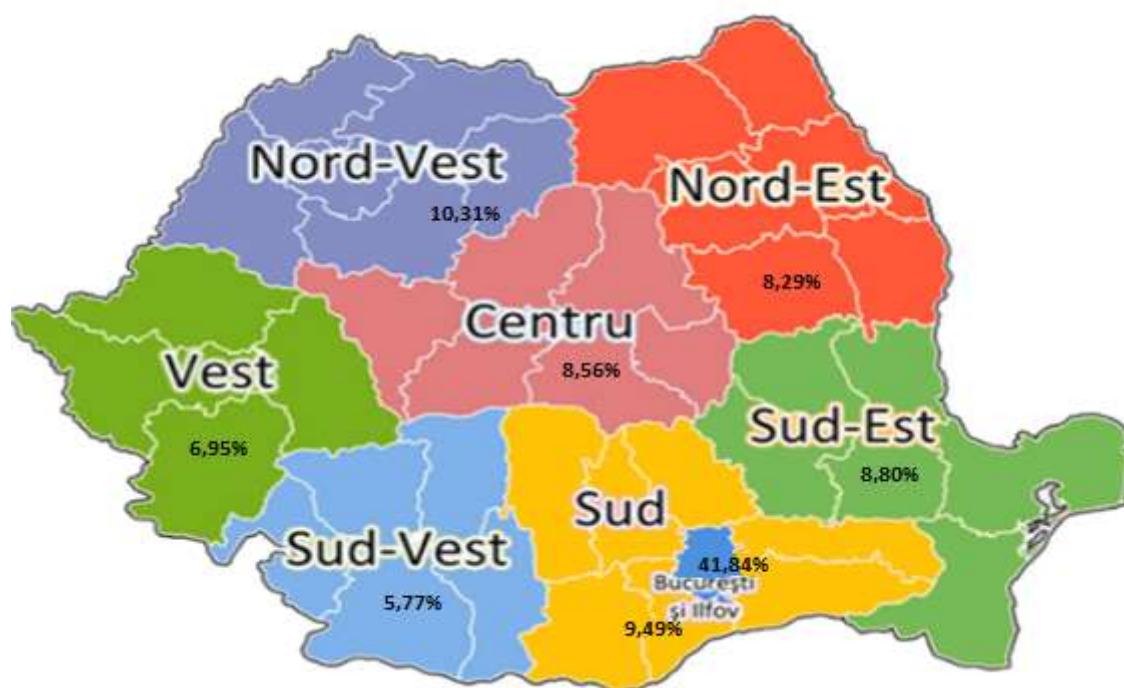 Nord-Vest
10,31%
Nord-Est
8,29%
Centru
8,56%
Vest
6,95%
Sud-Est
8,80%
Sud
9,49%
Sud-Vest
5,77%
41,84%
București
și Ilfov